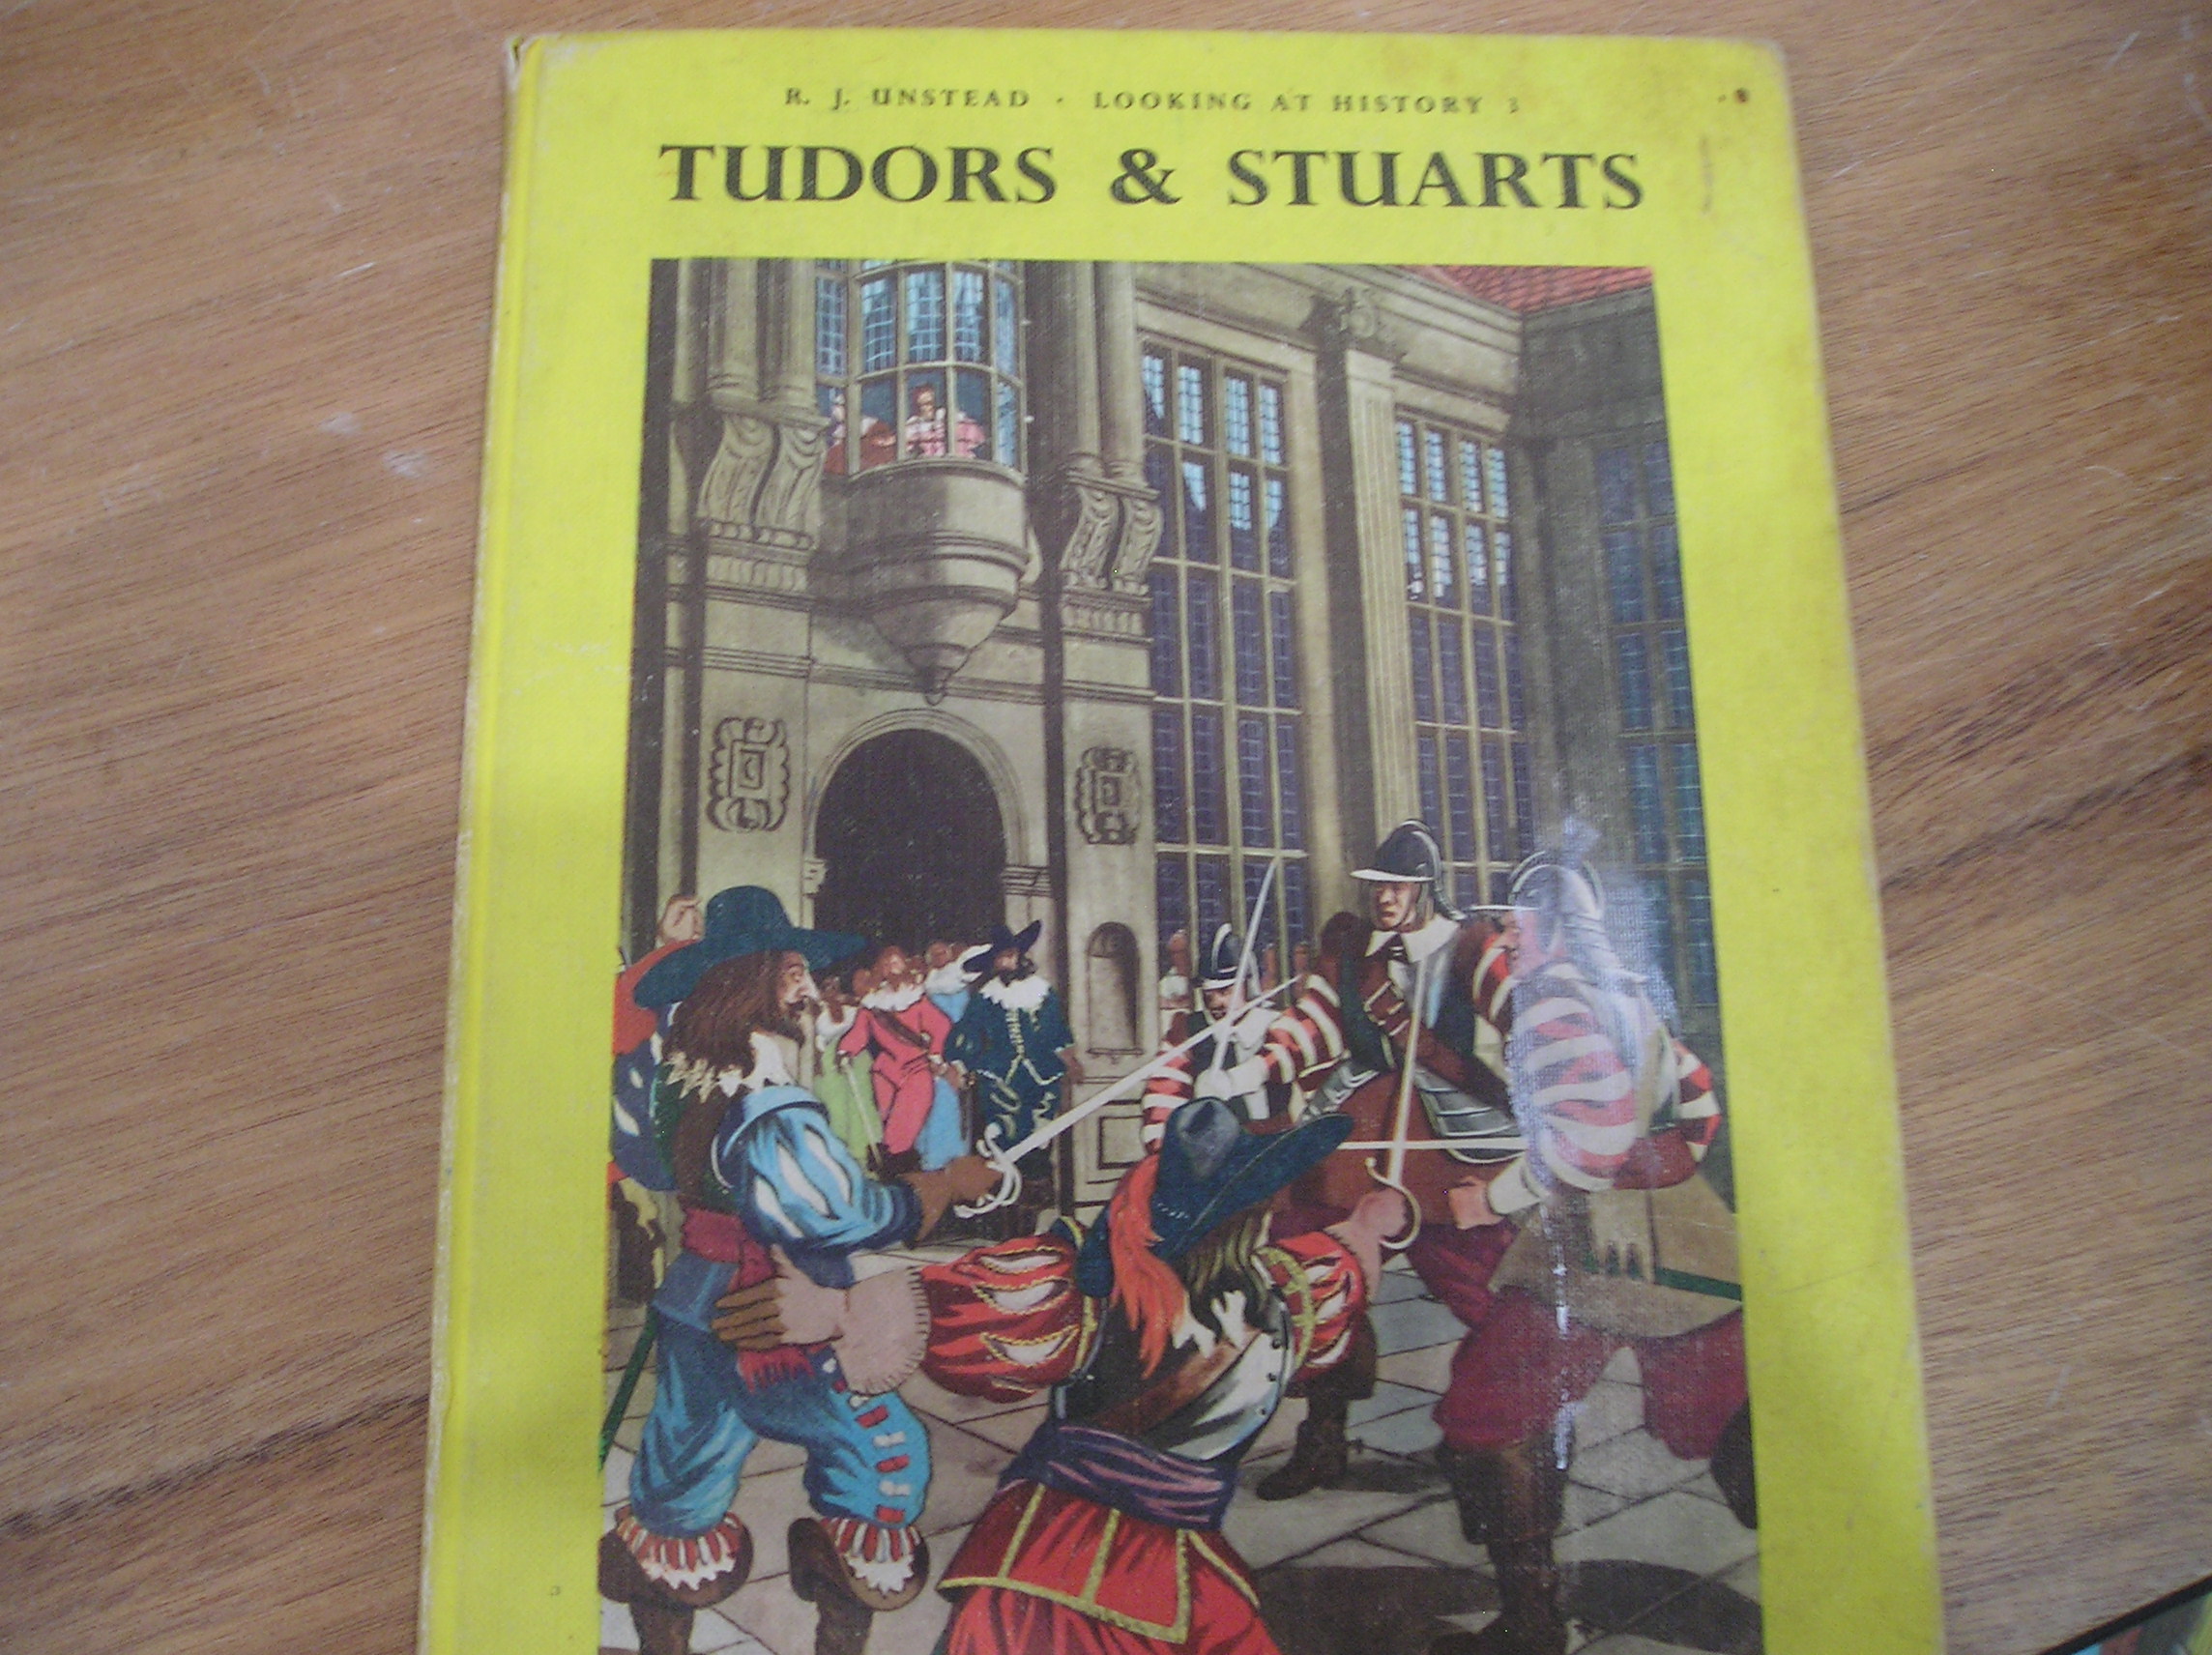 R. J. UNSTEAD · LOOKING AT HISTORY 3
TUDORS & STUARTS